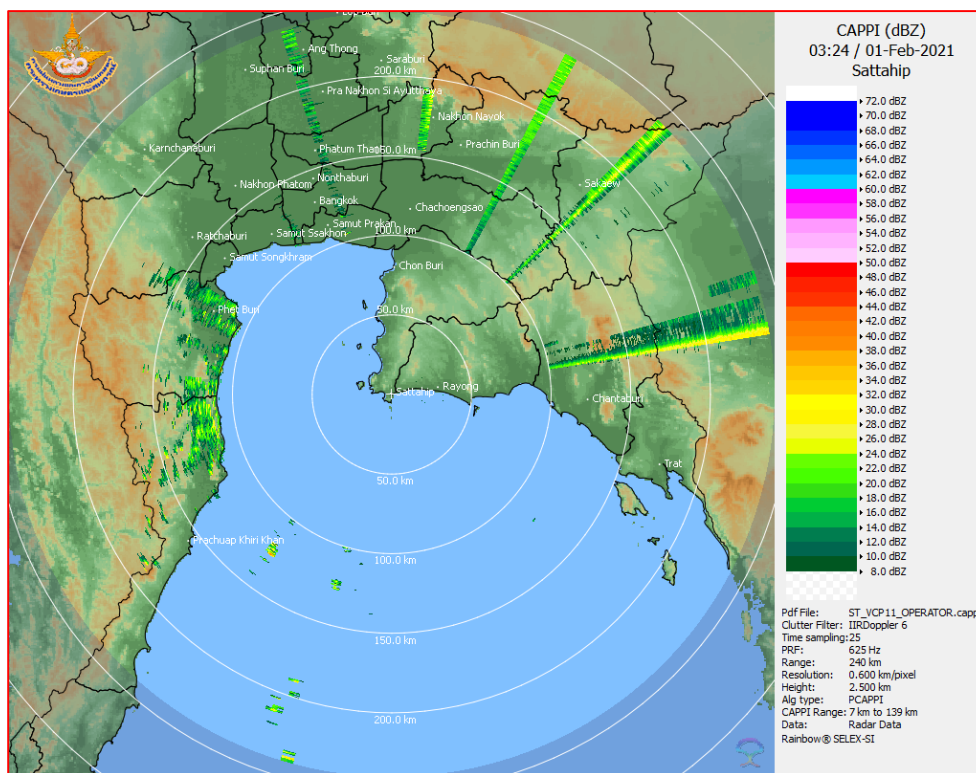 CAPPI (dBZ)
03:24 / 01-Feb-2021
Sattahip
72.0 dBZ
70.0 dBZ
68.0 dBZ
66.0 dBZ
64.0 dBZ
62.0 dBZ
60.0 dBZ
58.0 dBZ
56.0 dBZ
54.0 dBZ
52.0 dBZ
50.0 dBZ
48.0 dBZ
46.0 dBZ
44.0 dBZ
42.0 dBZ
40.0 dBZ
38.0 dBZ
36.0 dBZ
34.0 dBZ
32.0 dBZ
30.0 dBZ
28.0 dBZ
26.0 dBZ
24.0 dBZ
22.0 dBZ
20.0 dBZ
18.0 dBZ
16.0 dBZ
14.0 dBZ
12.0 dBZ
10.0 dBZ
8.0 dBZ
Pdf File: ST_VCP11_OPERATOR.capp
Clutter Filter: IIRDoppler 6
Time sampling:25
PRF: 625 Hz
Range: 240 km
Resolution: 0.600 km/pixel
Height: 2.500 km
Alg type: PCAPPI
CAPPI Range: 7 km to 139 km
Data: Radar Data
Rainbow® SELEX-SI
Ang Thong
Saraburi
Suphan Buri
200.0 km
Pra Nakhon Si Ayutthaya
Nakhon Nayok
Karnchanaburi
Phatum Thani
150.0 km
Prachin Buri
Nonthaburi
Nakhon Phatom
Sakaew
Bangkok
Chachoengsao
Samut Prakan
Ratchaburi
Samut Ssakhon
100.0 km
Samut Songkhram
Chon Buri
Phet Buri
50.0 km
Sattahip
Rayong
Chantaburi
Trat
50.0 km
Prachuap Khiri Khan
100.0 km
150.0 km
200.0 km